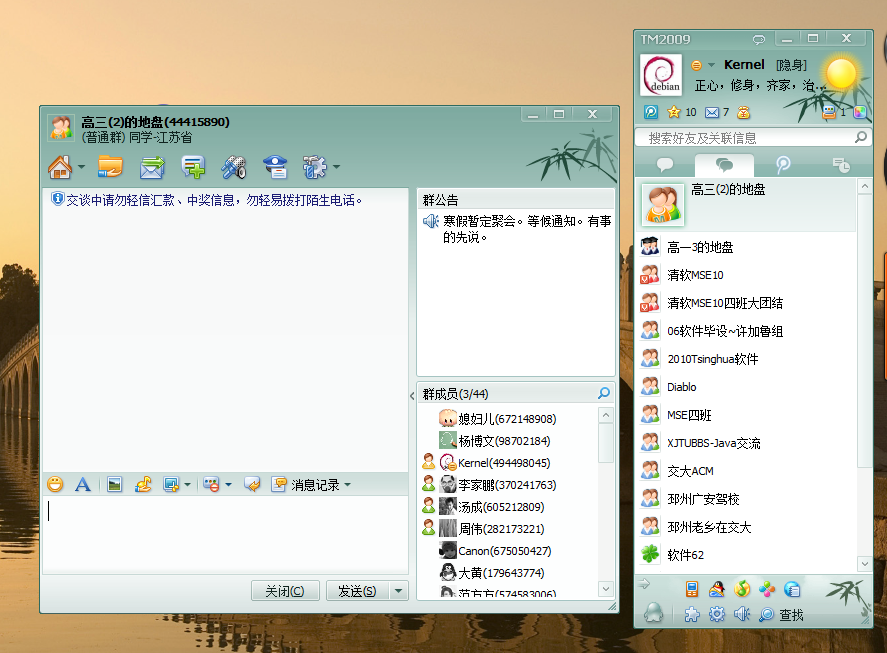 高三(2)的地盘(44415890)
(普通群) 同学-江苏省
交谈中请勿轻信汇款、中奖信息，勿轻易拨打陌生电话。
消息记录
关闭(C)
发送(S)
群公告
寒假暂定聚会。等候通知。有事
的先说。
群成员(3/44)
媳妇儿(672148908)
杨博文(98702184)
Kernel(494498045)
李家鹏(370241763)
汤成(605212809)
周伟(282173221)
Canon(675050427)
大黄(179643774)
范方方(574583006)
TM2009
debian
Kernel [隐身]
正心，修身，齐家，治...
10
7
1
搜索好友及关联信息
高三(2)的地盘
高一3的地盘
清软MSE10
清软MSE10四班大团结
06软件毕设~许加鲁组
2010Tsinghua软件
Diablo
MSE四班
XJTUBBS-Java交流
交大ACM
邳州广安驾校
邳州老乡在交大
软件62
查找